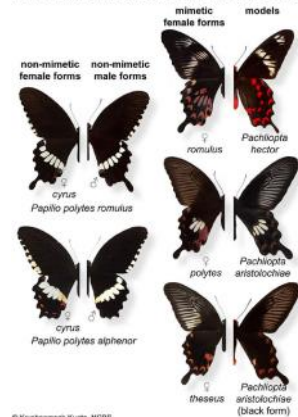 non-mimetic female forms
non-mimetic male forms
♀
♂
cyrus
Papilio polytes romulus
♀
♂
cyrus
Papilio polytes alphenor
mimetic female forms
models
♀
romulus
Pachliopta hector
♀
polytes
Pachliopta aristolochiae
♀
theseus
Pachliopta aristolochiae (black form)